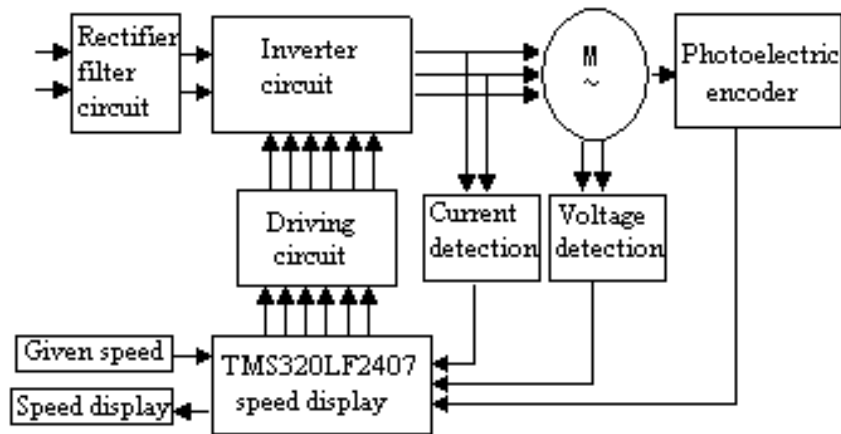 Rectifier
filter
circuit
Inverter
circuit
M
~
Photoelectric
encoder
Driving
circuit
Current
detection
Voltage
detection
Given speed
TMS320LF2407
speed display
Speed display